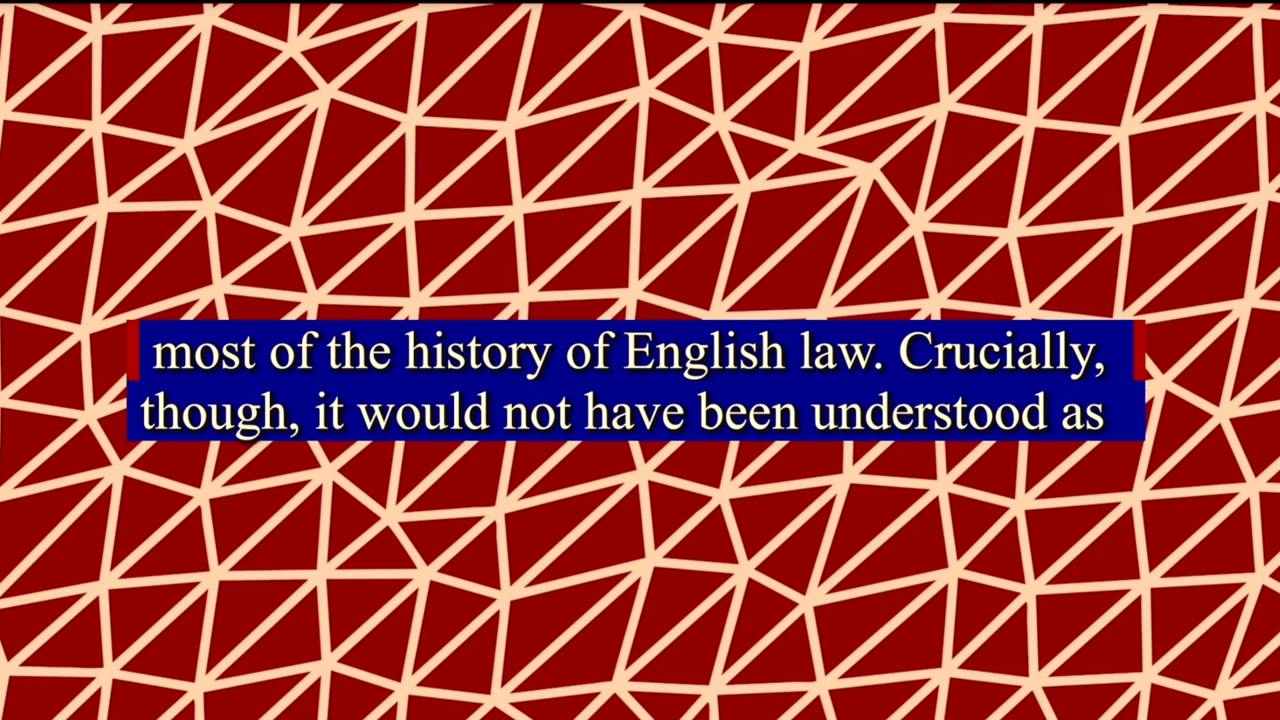 most of the history of English law. Crucially,
though, it would not have been understood as